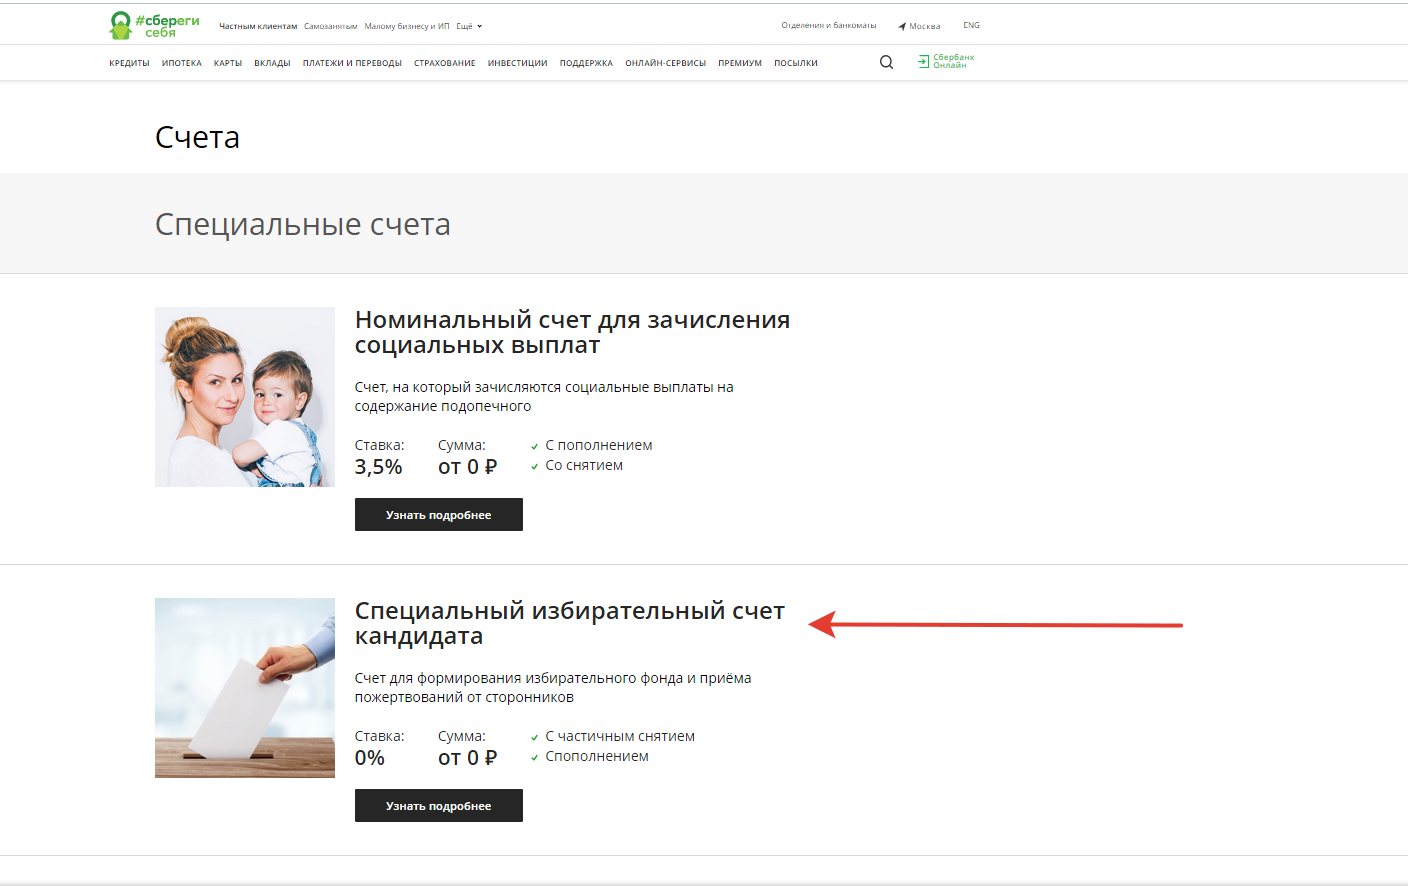 #сбереги
себя
Частным клиентам Самозанятым Малому бизнесу и ИП Ещё
Отделения и банкоматы Москва ENG
КРЕДИТЫ ИПОТЕКА КАРТЫ ВКЛАДЫ ПЛАТЕЖИ И ПЕРЕВОДЫ СТРАХОВАНИЕ ИНВЕСТИЦИИ ПОДДЕРЖКА ОНЛАЙН-СЕРВИСЫ ПРЕМИУМ ПОСЫЛКИ
Сбербанк
Онлайн
Счета
Специальные счета
Номинальный счет для зачисления
социальных выплат
Счет, на который зачисляются социальные выплаты на
содержание подопечного
Ставка: Сумма: С пополнением
3,5% от 0 ₽ Со снятием
Узнать подробнее
Специальный избирательный счет
кандидата
Счет для формирования избирательного фонда и приёма
пожертвований от сторонников
Ставка: Сумма: С частичным снятием
0% от 0 ₽ Спополнением
Узнать подробнее